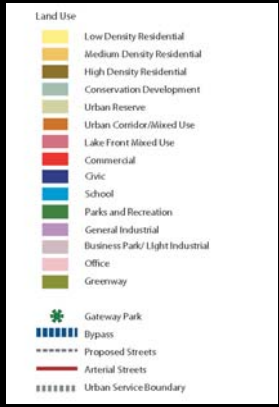 Land Use
Low Density Residential
Medium Density Residential
High Density Residential
Conservation Development
Urban Reserve
Urban Corridor/Mixed Use
Lake Front Mixed Use
Commercial
Civic
School
Parks and Recreation
General Industrial
Business Park/ Light Industrial
Office
Greenway
Gateway Park
Bypass
Proposed Streets
Arterial Streets
Urban Service Boundary